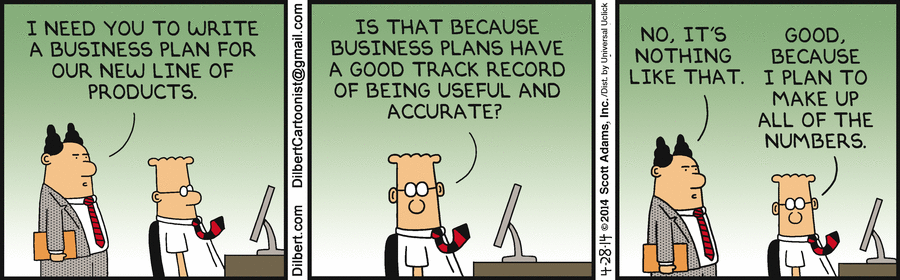 I NEED YOU TO WRITE
A BUSINESS PLAN FOR
OUR NEW LINE OF
PRODUCTS.
Dilbert.com DilbertCartoonist@gmail.com
IS THAT BECAUSE
BUSINESS PLANS HAVE
A GOOD TRACK RECORD
OF BEING USEFUL AND
ACCURATE?
4-28-14 © 2014 Scott Adams, Inc. /Dist. by Universal Uclick
NO, IT'S
NOTHING
LIKE THAT.
GOOD,
BECAUSE
I PLAN TO
MAKE UP
ALL OF THE
NUMBERS.